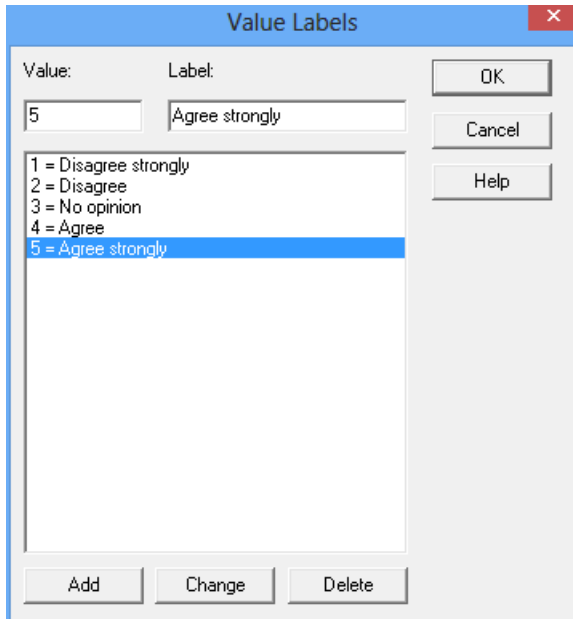 Value Labels
Value: Label:
5 Agree strongly
OK
Cancel
Help
1 = Disagree strongly
2 = Disagree
3 = No opinion
4 = Agree
5 = Agree strongly
Add Change Delete